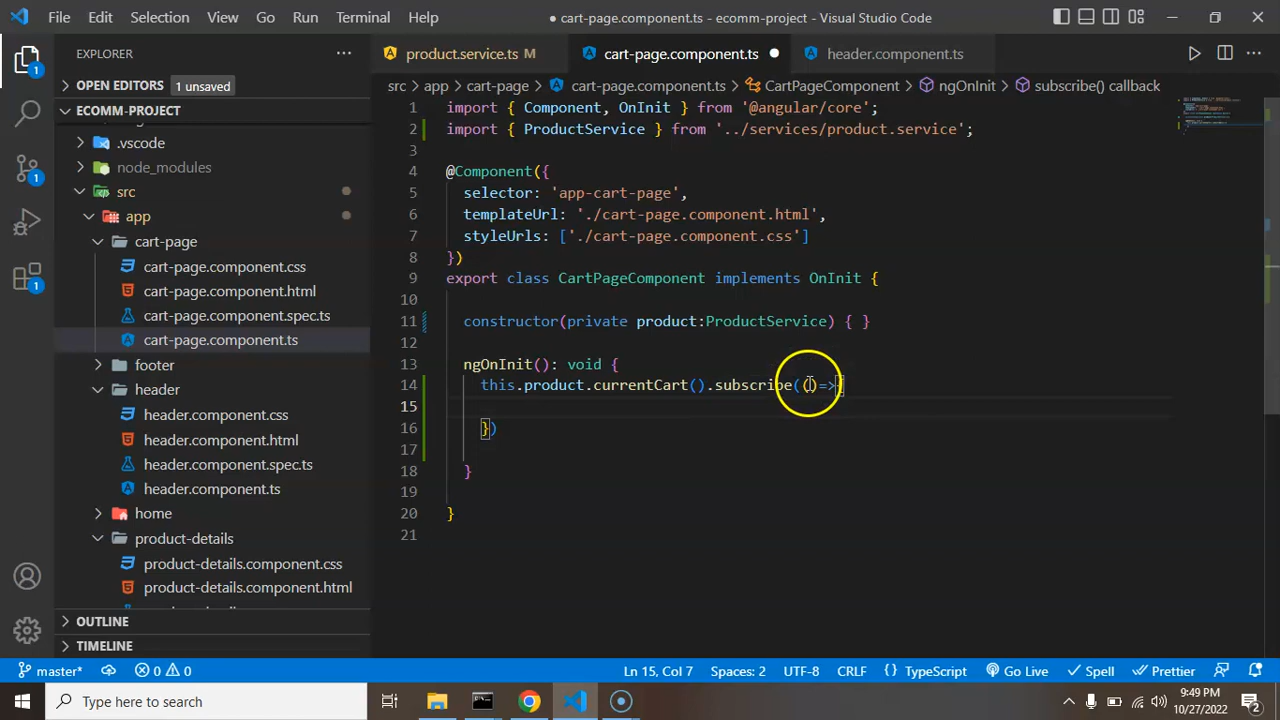 File Edit Selection View Go Run Terminal Help
● cart-page.component.ts - ecomm-project - Visual Studio Code
EXPLORER
OPEN EDITORS 1 unsaved
ECOMM-PROJECT
.vscode
node_modules
src
app
cart-page
cart-page.component.css
cart-page.component.html
cart-page.component.spec.ts
cart-page.component.ts
footer
header
header.component.css
header.component.html
header.component.spec.ts
header.component.ts
home
product-details
product-details.component.css
product-details.component.html
OUTLINE
TIMELINE
1
1
1
product.service.ts M cart-page.component.ts header.component.ts
src > app > cart-page > cart-page.component.ts > CartPageComponent > ngOnInit > subscribe() callback
1 import { Component, OnInit } from '@angular/core';
2 import { ProductService } from '../services/product.service';
3
4 @Component({
5 selector: 'app-cart-page',
6 templateUrl: './cart-page.component.html',
7 styleUrls: ['./cart-page.component.css']
8 })
9 export class CartPageComponent implements OnInit {
10
11 constructor(private product:ProductService) { }
12
13 ngOnInit(): void {
14 this.product.currentCart().subscribe(()=>{
15
16 })
17
18 }
19
20 }
21
master* 0 0 Ln 15, Col 7 Spaces: 2 UTF-8 CRLF { } TypeScript Go Live Spell Prettier
Type here to search
9:49 PM
10/27/2022
2